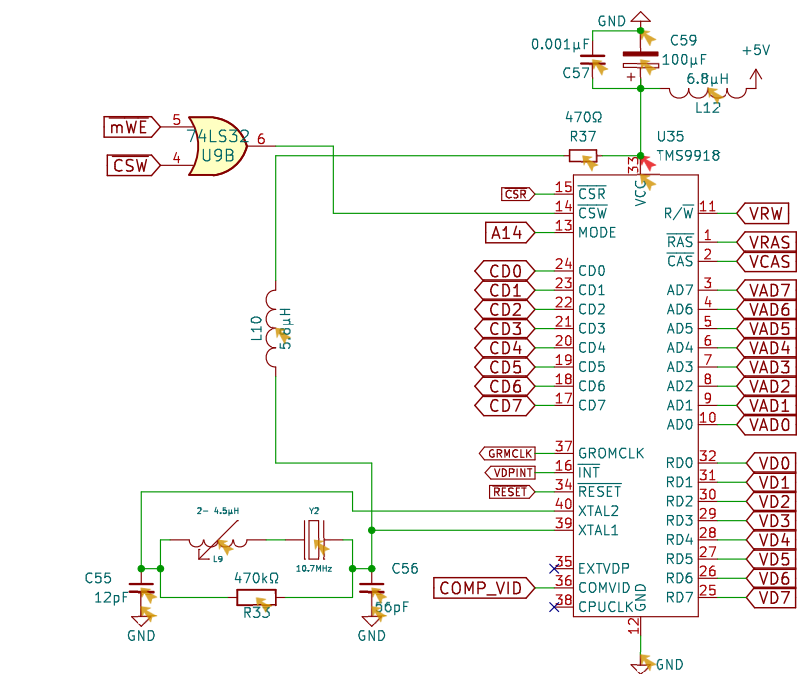 GND
0.001µF
C57
C59
100µF
+
+5V
6.8µH
L12
470Ω
R37
U35
TMS9918
33
VCC
mWE
5
CSW
4
74LS32
U9B
6
CSR 15 CSR
14 CSW
A14 13 MODE
CD0 24 CD0
CD1 23 CD1
CD2 22 CD2
CD3 21 CD3
CD4 20 CD4
CD5 19 CD5
CD6 18 CD6
CD7 17 CD7
GRMCLK 37 GROMCLK
VDPINT 16 INT
RESET 34 RESET
40 XTAL2
39 XTAL1
35 EXTVDP
COMP_VID 36 COMVID
38 CPUCLK
R/W 11 VRW
RAS 1 VRAS
CAS 2 VCAS
AD7 3 VAD7
AD6 4 VAD6
AD5 5 VAD5
AD4 6 VAD4
AD3 7 VAD3
AD2 8 VAD2
AD1 9 VAD1
AD0 10 VAD0
RD0 32 VD0
RD1 31 VD1
RD2 30 VD2
RD3 29 VD3
RD4 28 VD4
RD5 27 VD5
RD6 26 VD6
RD7 25 VD7
GND
12
GND
L10
2- 4.5µH
L9
Y2
10.7MHz
470kΩ
R33
C55
12pF
GND
C56
56pF
GND